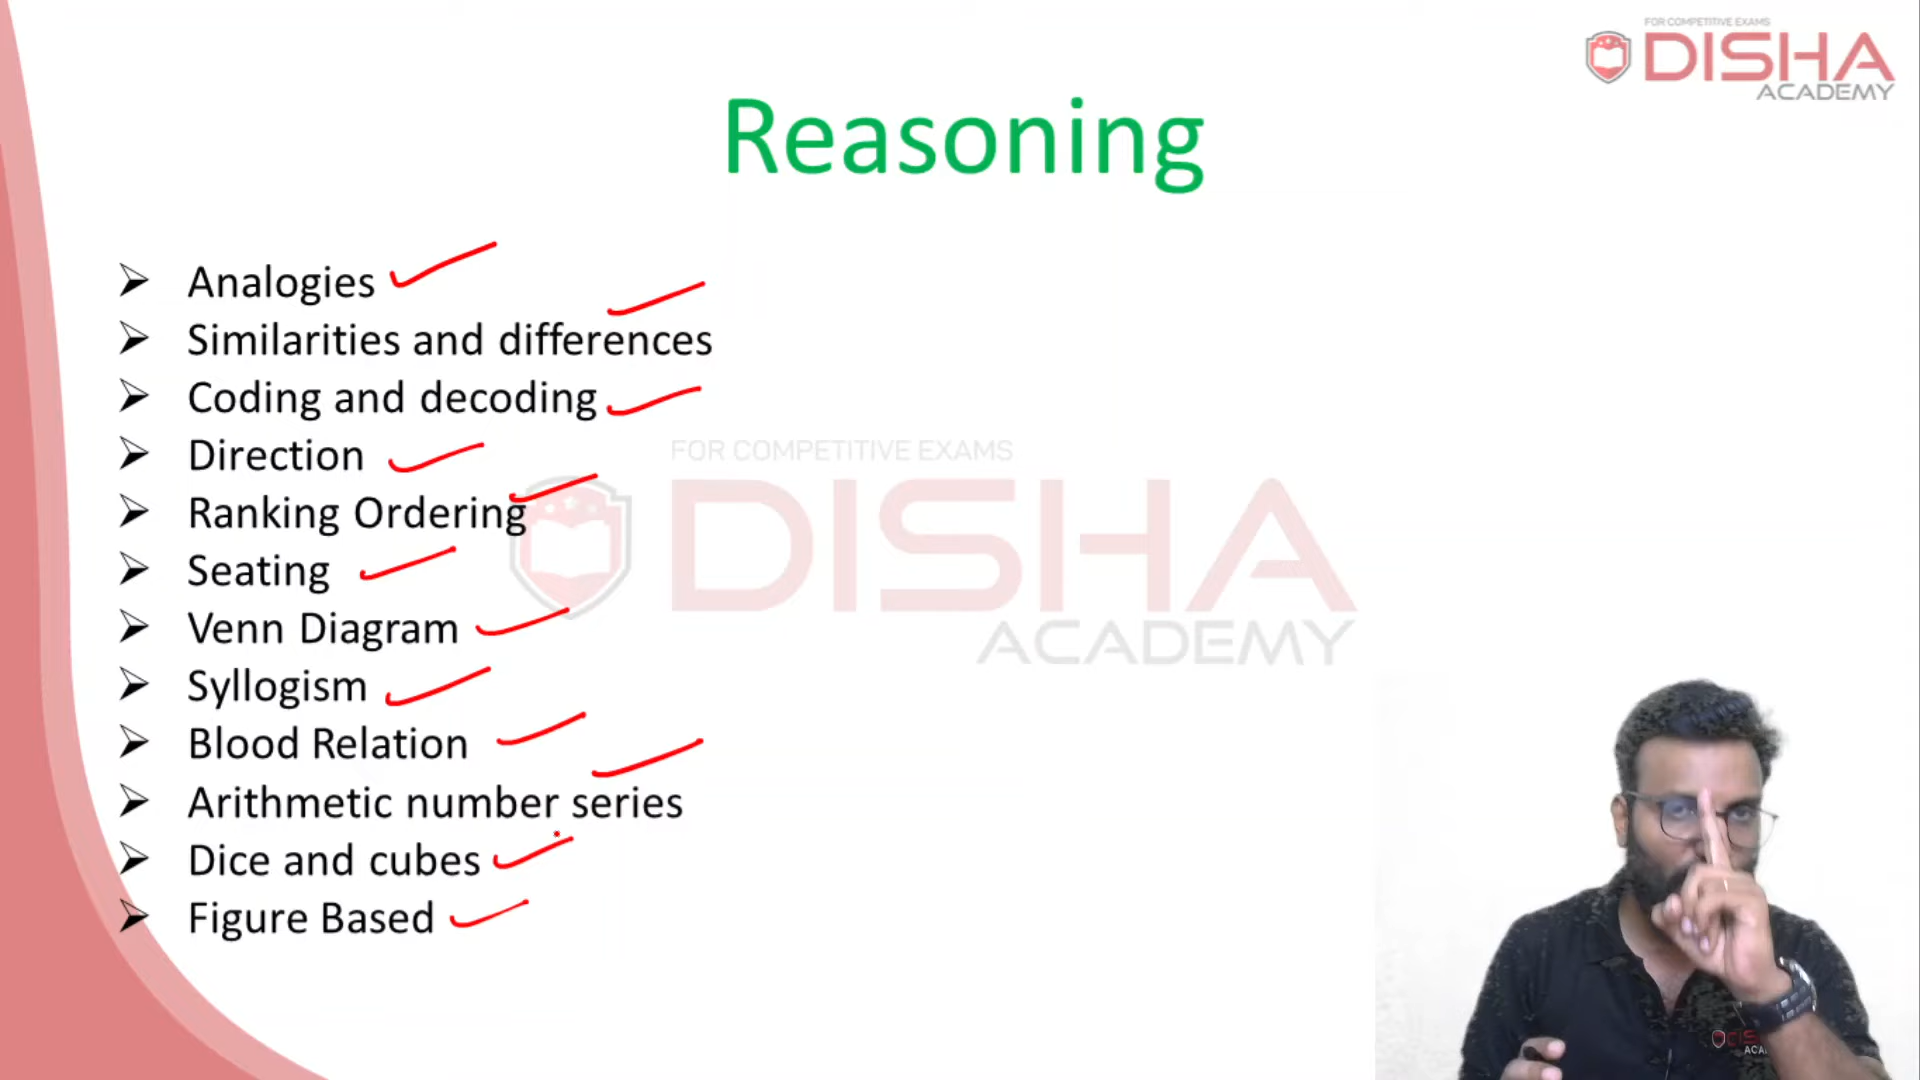 FOR COMPETITIVE EXAMS
DISHA
ACADEMY
Reasoning
Analogies
Similarities and differences
Coding and decoding
Direction
Ranking Ordering
Seating
Venn Diagram
Syllogism
Blood Relation
Arithmetic number series
Dice and cubes
Figure Based
FOR COMPETITIVE EXAMS
DISHA
ACADEMY